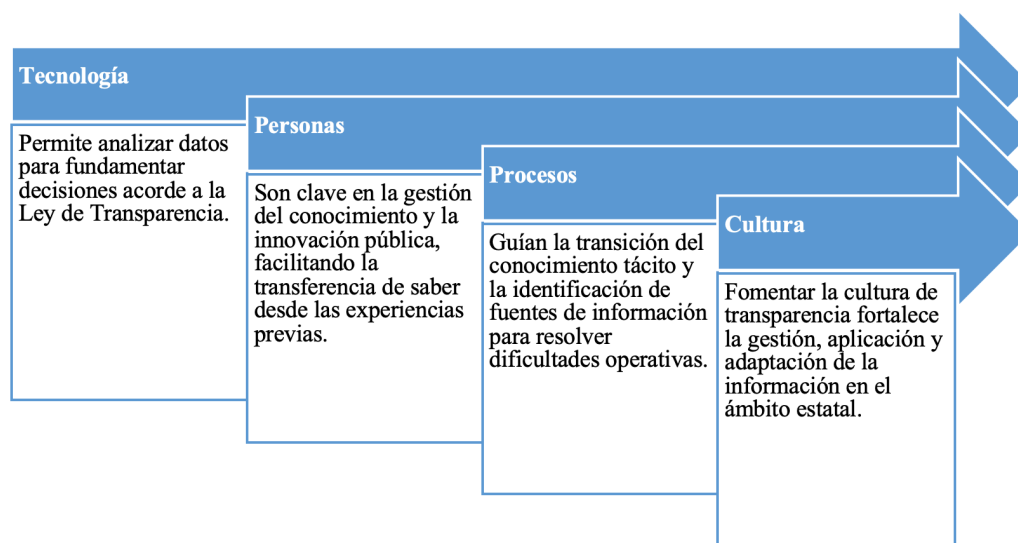 Tecnología
Permite analizar datos
para fundamentar
decisiones acorde a la
Ley de Transparencia.
Personas
Son clave en la gestión
del conocimiento y la
innovación pública,
facilitando la
transferencia de saber
desde las experiencias
previas.
Procesos
Guían la transición del
conocimiento tácito y
la identificación de
fuentes de información
para resolver
dificultades operativas.
Cultura
Fomentar la cultura de
transparencia fortalece
la gestión, aplicación y
adaptación de la
información en el
ámbito estatal.